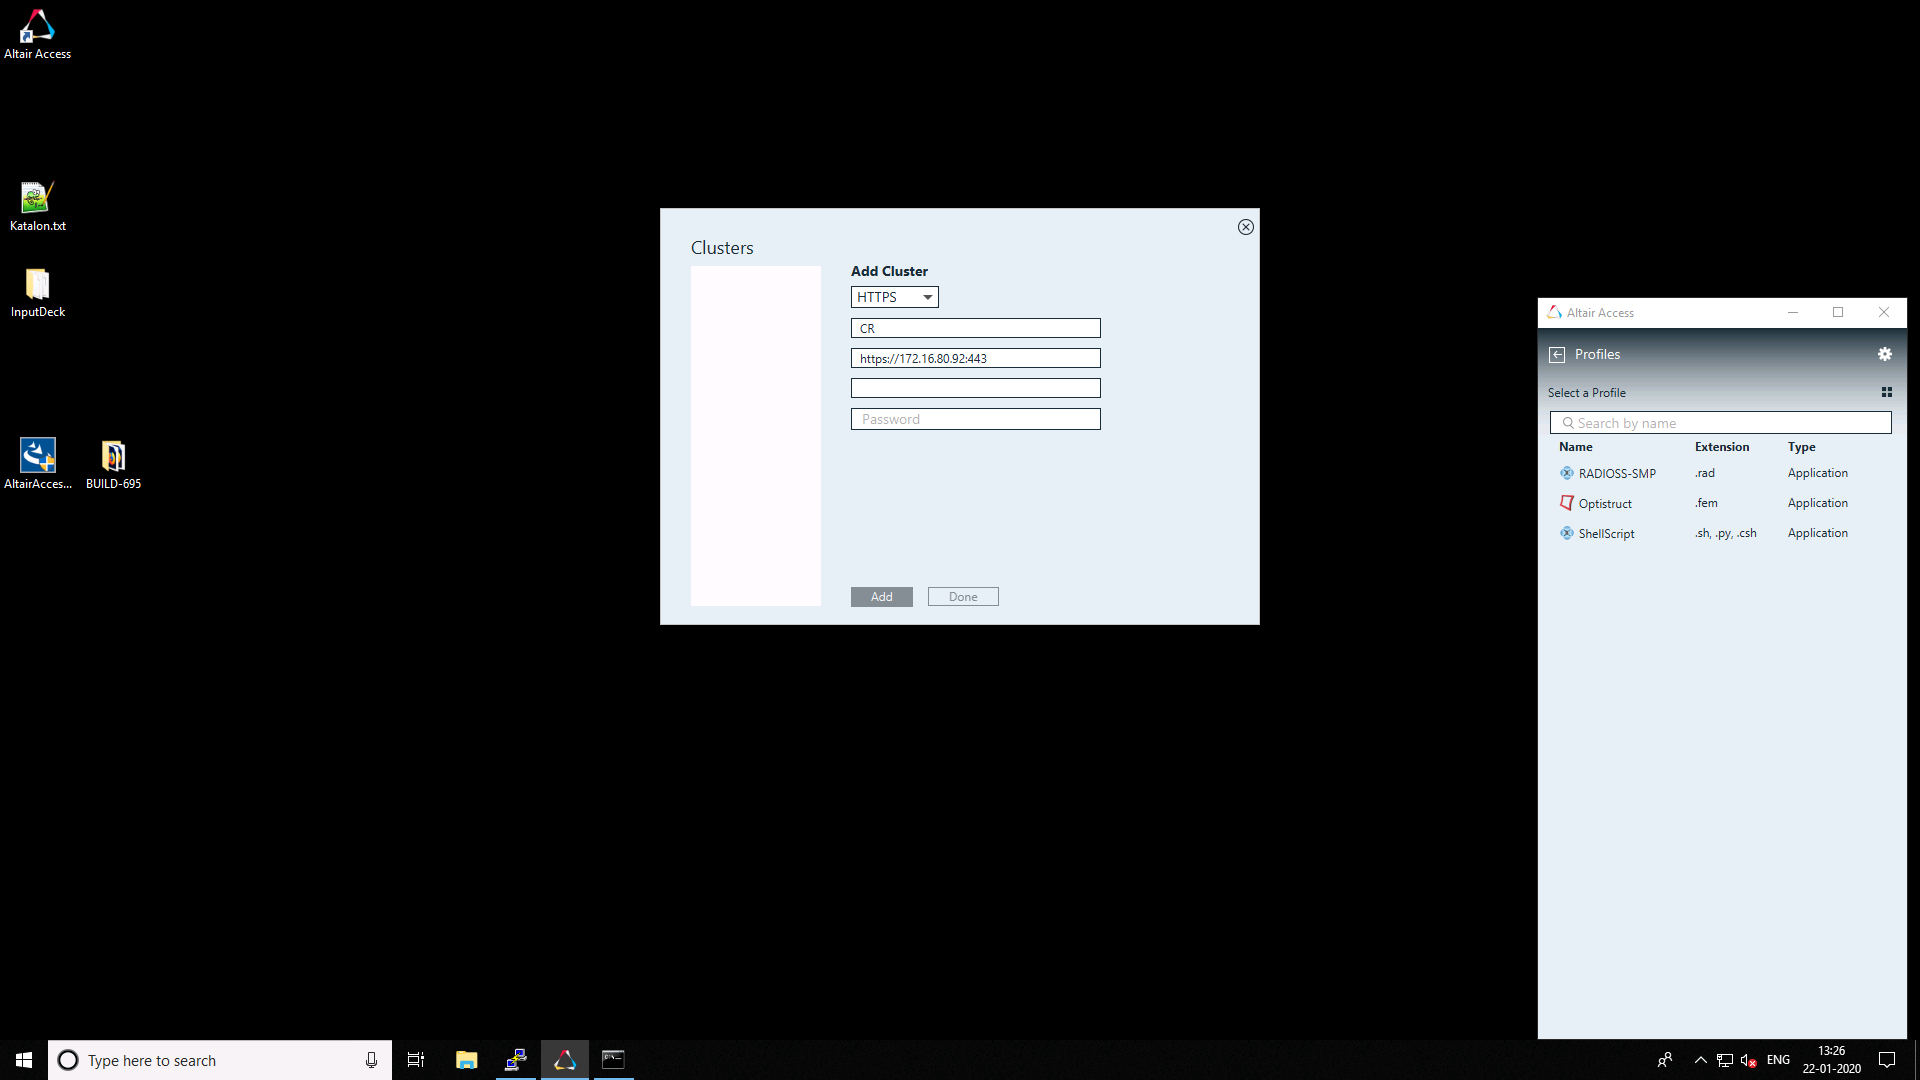 Altair Access
Katalon.txt
InputDeck
AltairAcces...
BUILD-695
Clusters
Add Cluster
HTTPS
CR
https://172.16.80.92:443
Password
Add
Done
Altair Access
Profiles
Select a Profile
Search by name
Name Extension Type
RADIOSS-SMP .rad Application
Optistruct .fem Application
ShellScript .sh, .py, .csh Application
Type here to search
ENG
13:26
22-01-2020